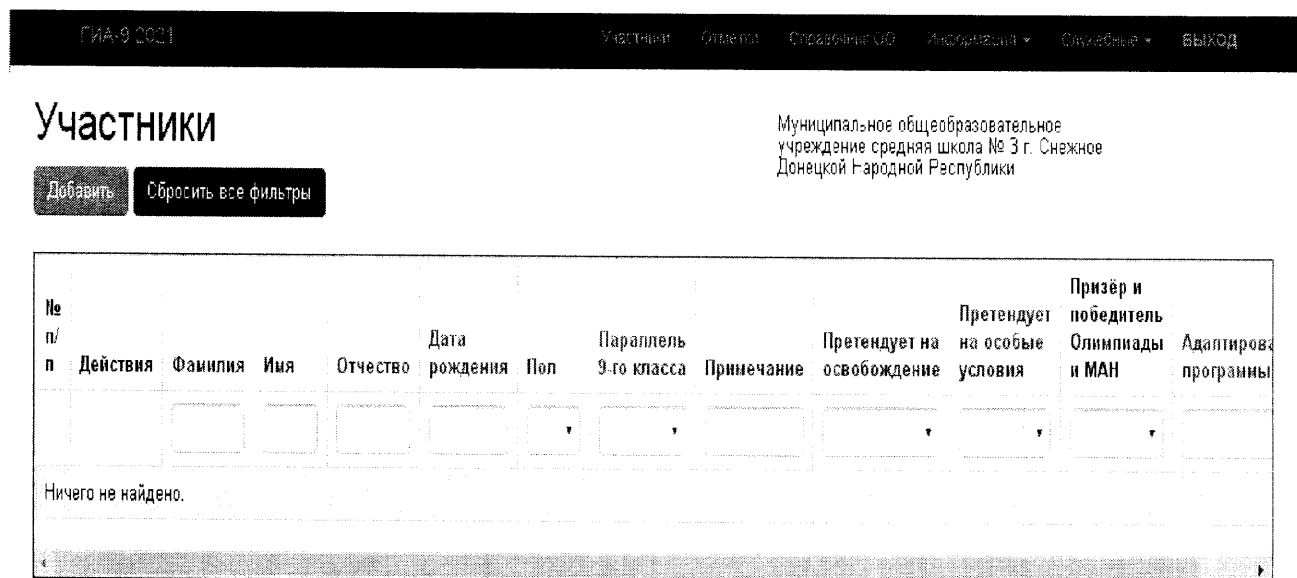 ГИА-9 2021 Участники Отметки Справочник ОО Информация Служебные ВЫХОД
Участники
Муниципальное общеобразовательное
учреждение средняя школа № 3 г. Снежное
Донецкой Народной Республики
Добавить Сбросить все фильтры
№ п/п Действия Фамилия Имя Отчество Дата рождения Пол Параллель 9-го класса Примечание Претендует на освобождение Претендует на особые условия Призёр и победитель Олимпиады и МАН Адаптирова программы
Ничего не найдено.